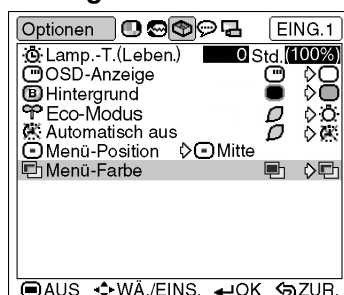 Optionen EING.1
Lamp.-T.(Leben.) 0 Std.(100%)
OSD-Anzeige
B Hintergrund
Eco-Modus
Automatisch aus
Menü-Position Mitte
Menü-Farbe
AUS WÄ./EINS. OK ZUR.